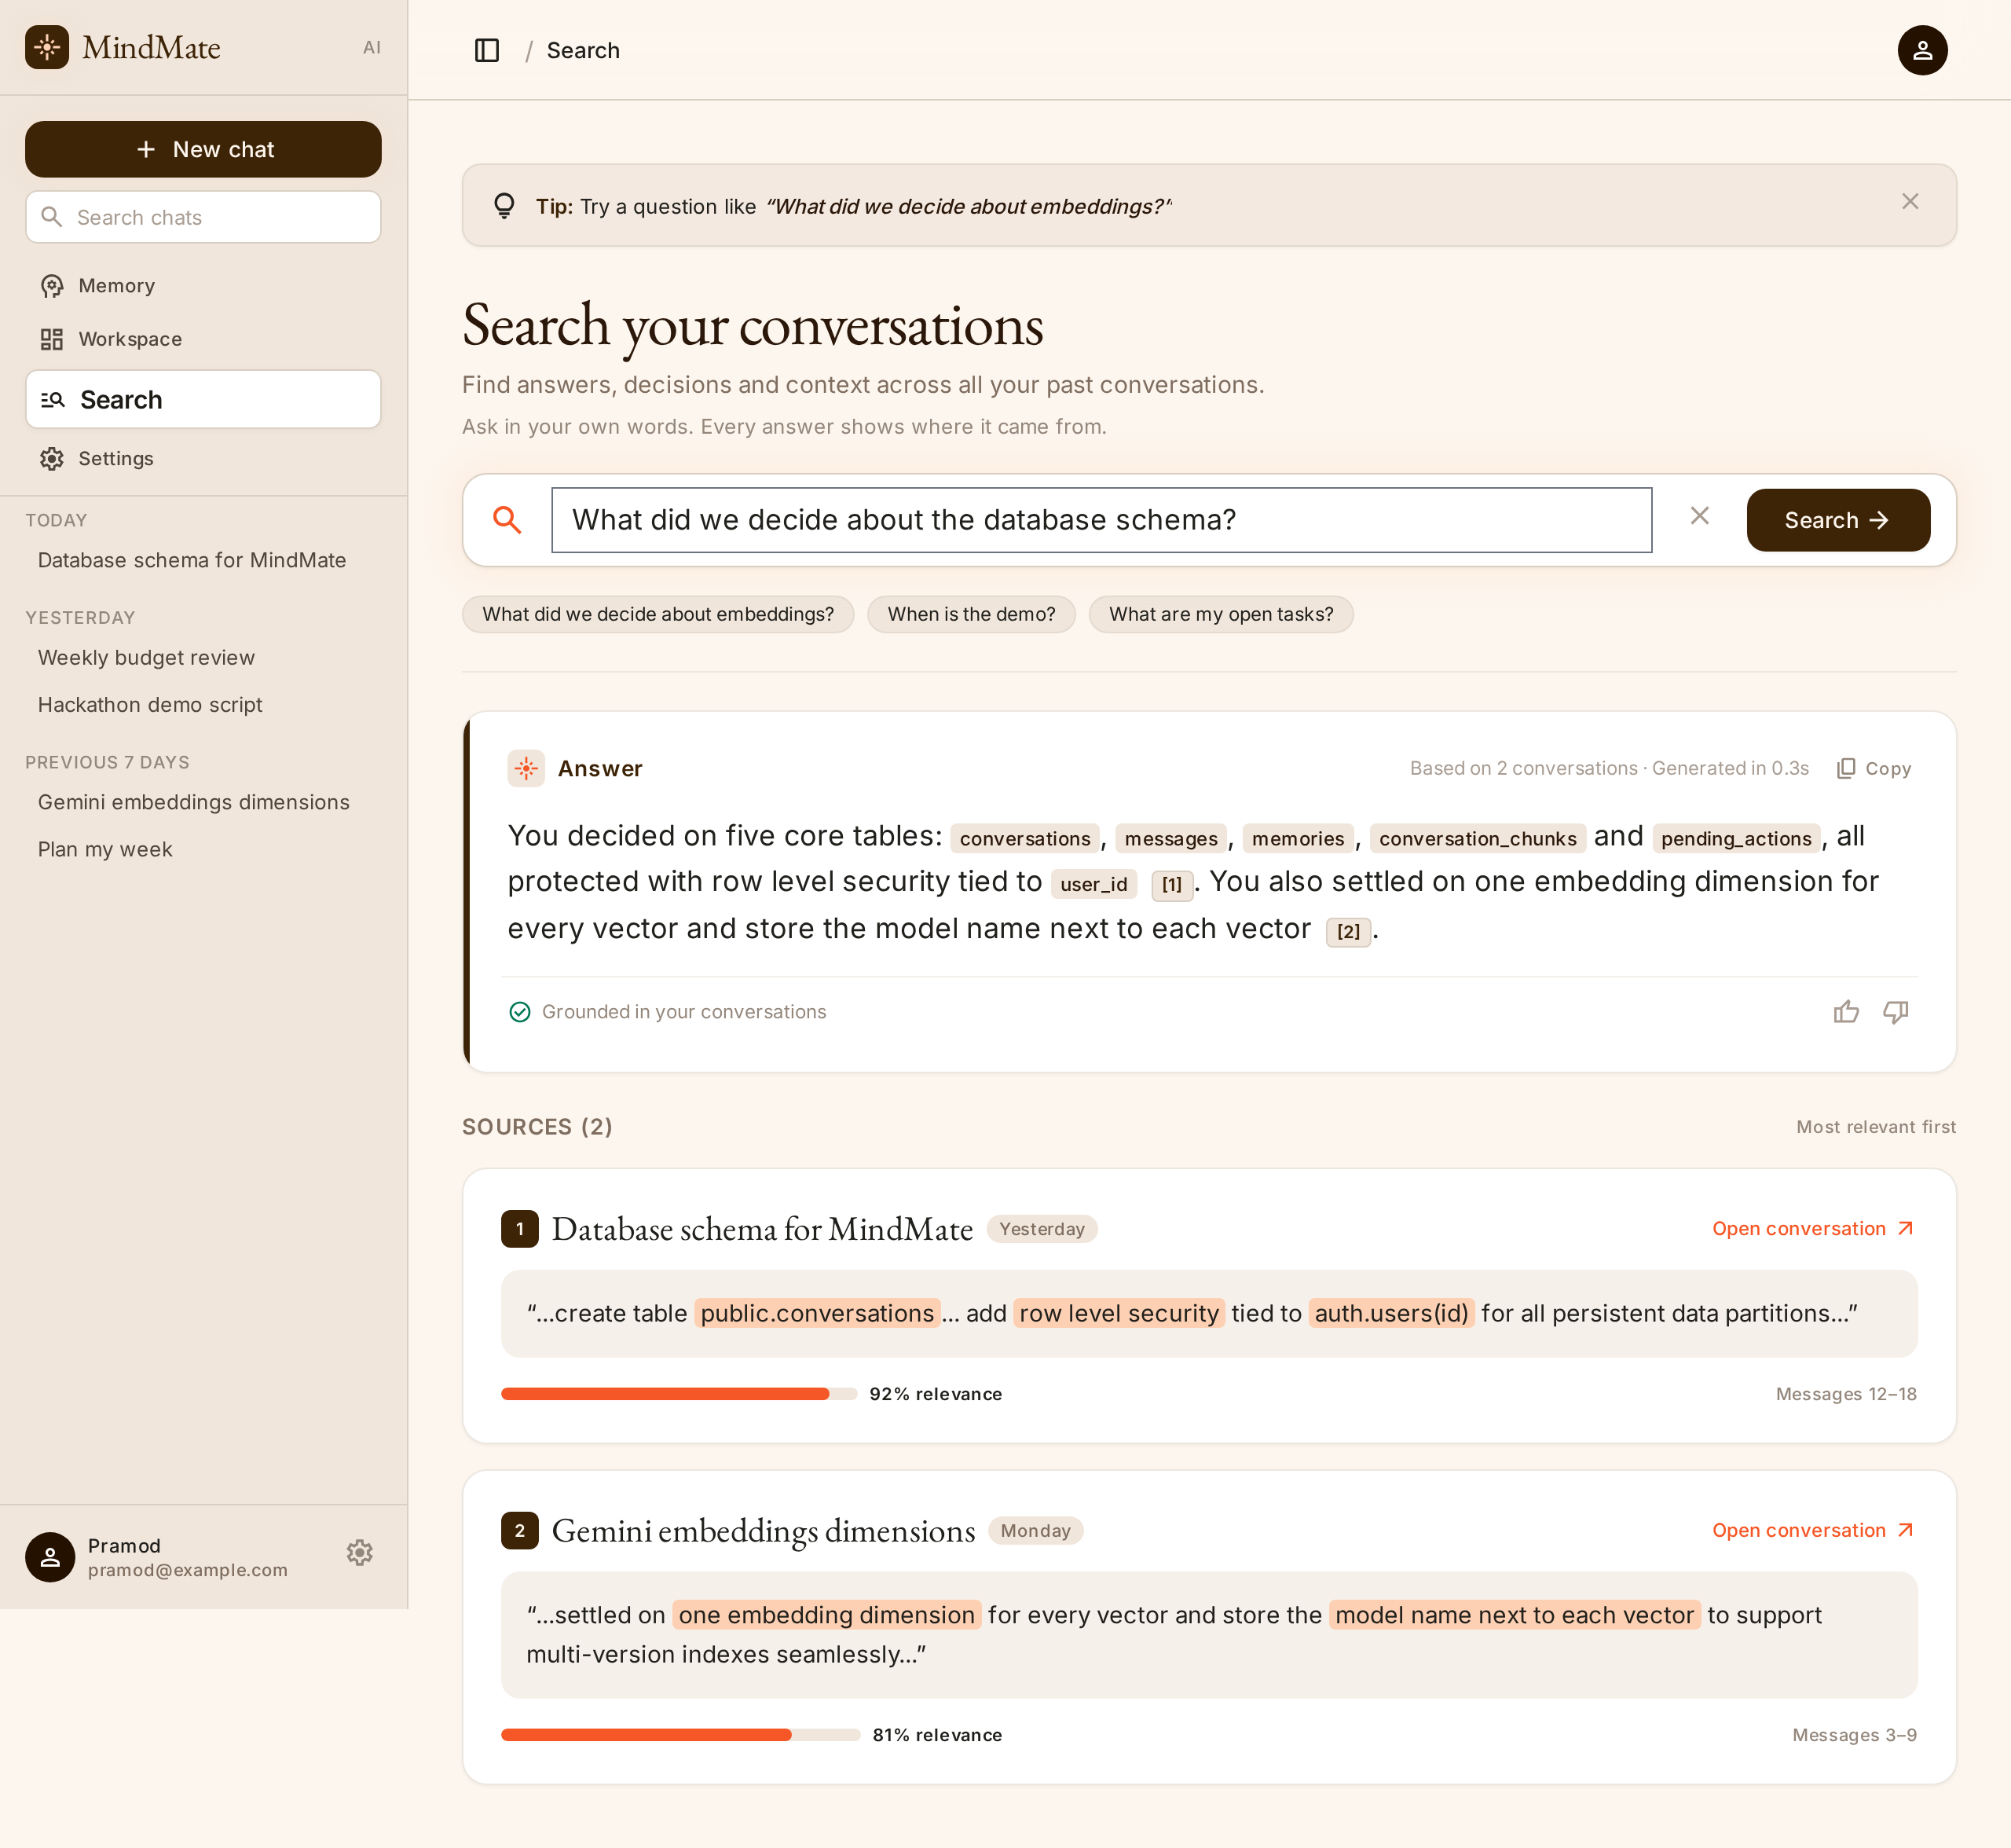 MindMate
AI
New chat
Search chats
Memory
Workspace
Search
Settings
TODAY
Database schema for MindMate
YESTERDAY
Weekly budget review
Hackathon demo script
PREVIOUS 7 DAYS
Gemini embeddings dimensions
Plan my week
Pramod
pramod@example.com
/ Search
Tip: Try a question like “What did we decide about embeddings?”
Search your conversations
Find answers, decisions and context across all your past conversations.
Ask in your own words. Every answer shows where it came from.
What did we decide about the database schema?
Search →
What did we decide about embeddings?
When is the demo?
What are my open tasks?
Answer
Based on 2 conversations · Generated in 0.3s
Copy
You decided on five core tables: conversations, messages, memories, conversation_chunks and pending_actions, all
protected with row level security tied to user_id [1]. You also settled on one embedding dimension for
every vector and store the model name next to each vector [2].
Grounded in your conversations
SOURCES (2)
Most relevant first
1 Database schema for MindMate Yesterday
Open conversation
“...create table public.conversations... add row level security tied to auth.users(id) for all persistent data partitions...”
92% relevance
Messages 12–18
2 Gemini embeddings dimensions Monday
Open conversation
“...settled on one embedding dimension for every vector and store the model name next to each vector to support
multi-version indexes seamlessly...”
81% relevance
Messages 3–9